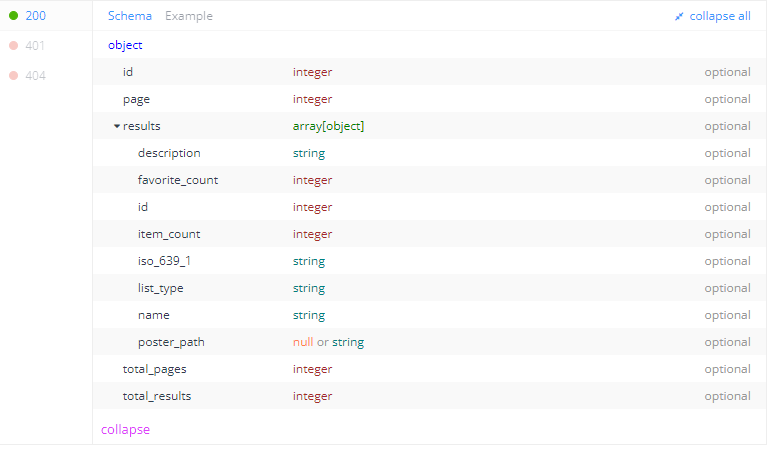 200 Schema Example collapse all
401 object
404 id integer optional
page integer optional
results array[object] optional
description string optional
favorite_count integer optional
id integer optional
item_count integer optional
iso_639_1 string optional
list_type string optional
name string optional
poster_path null or string optional
total_pages integer optional
total_results integer optional
collapse